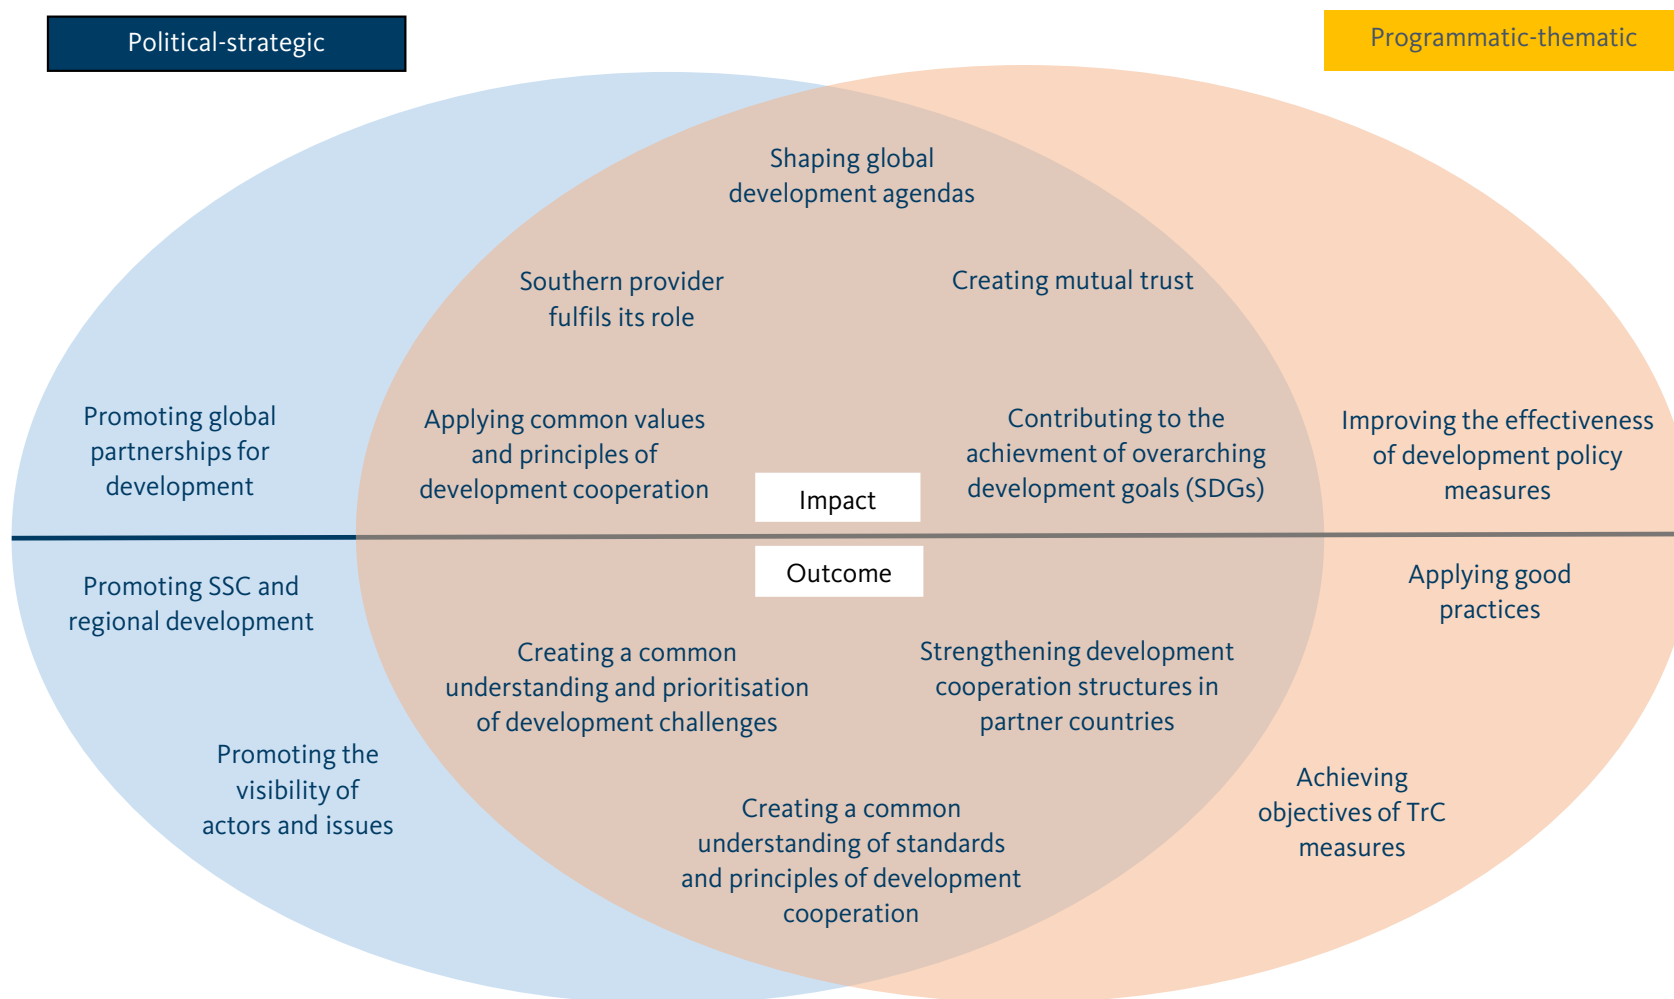 Political-strategic
Programmatic-thematic
Shaping global
development agendas
Southern provider
fulfils its role
Creating mutual trust
Promoting global
partnerships for
development
Applying common values
and principles of
development cooperation
Contributing to the
achievment of overarching
development goals (SDGs)
Improving the effectiveness
of development policy
measures
Impact
Outcome
Promoting SSC and
regional development
Applying good
practices
Creating a common
understanding and prioritisation
of development challenges
Strengthening development
cooperation structures in
partner countries
Promoting the
visibility of
actors and issues
Creating a common
understanding of standards
and principles of development
cooperation
Achieving
objectives of TrC
measures